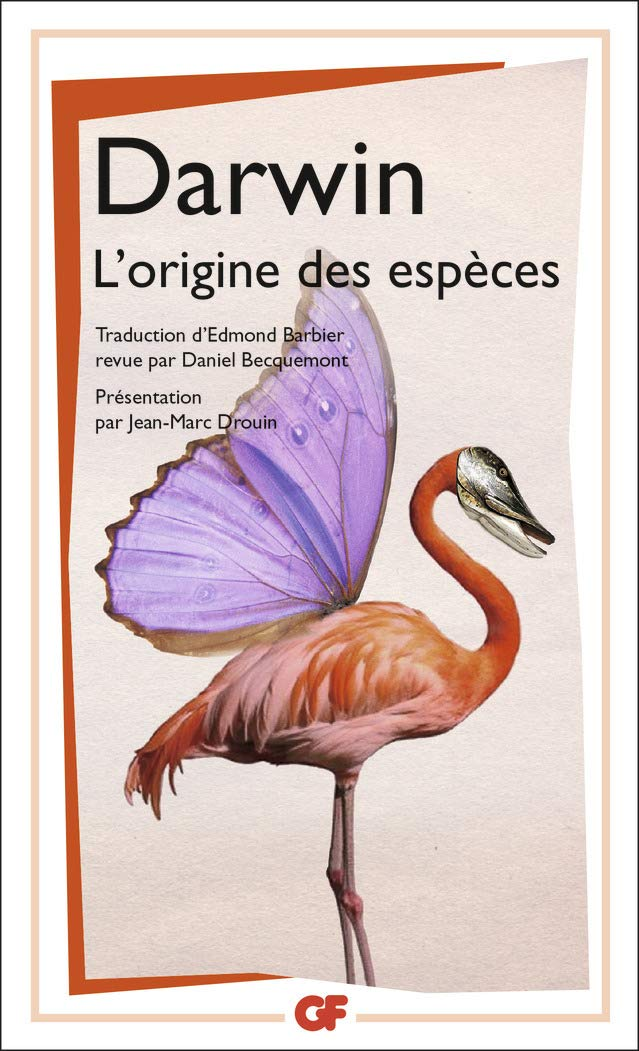 Darwin
L’origine des espèces
Traduction d’Edmond Barbier
revue par Daniel Becquemont
Présentation
par Jean-Marc Drouin
GF